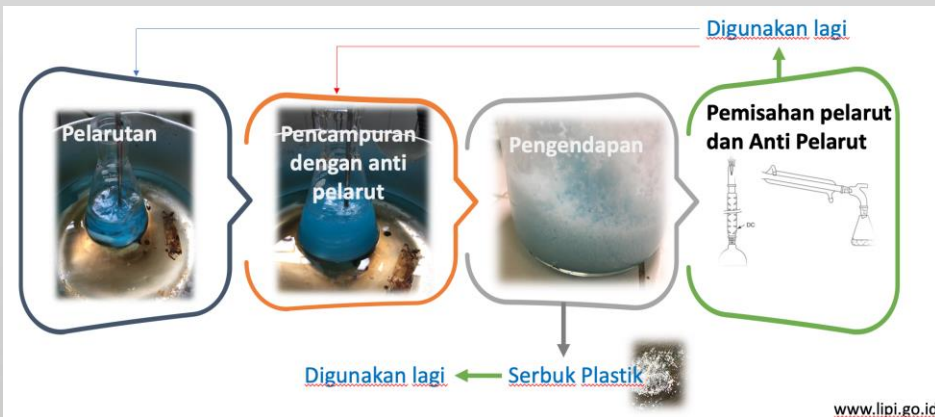 Digunakan lagi
Pelarutan
Pencampuran
dengan anti
pelarut
Pengendapan
Pemisahan pelarut
dan Anti Pelarut
DC
Digunakan lagi
Serbuk Plastik
www.lipi.go.id